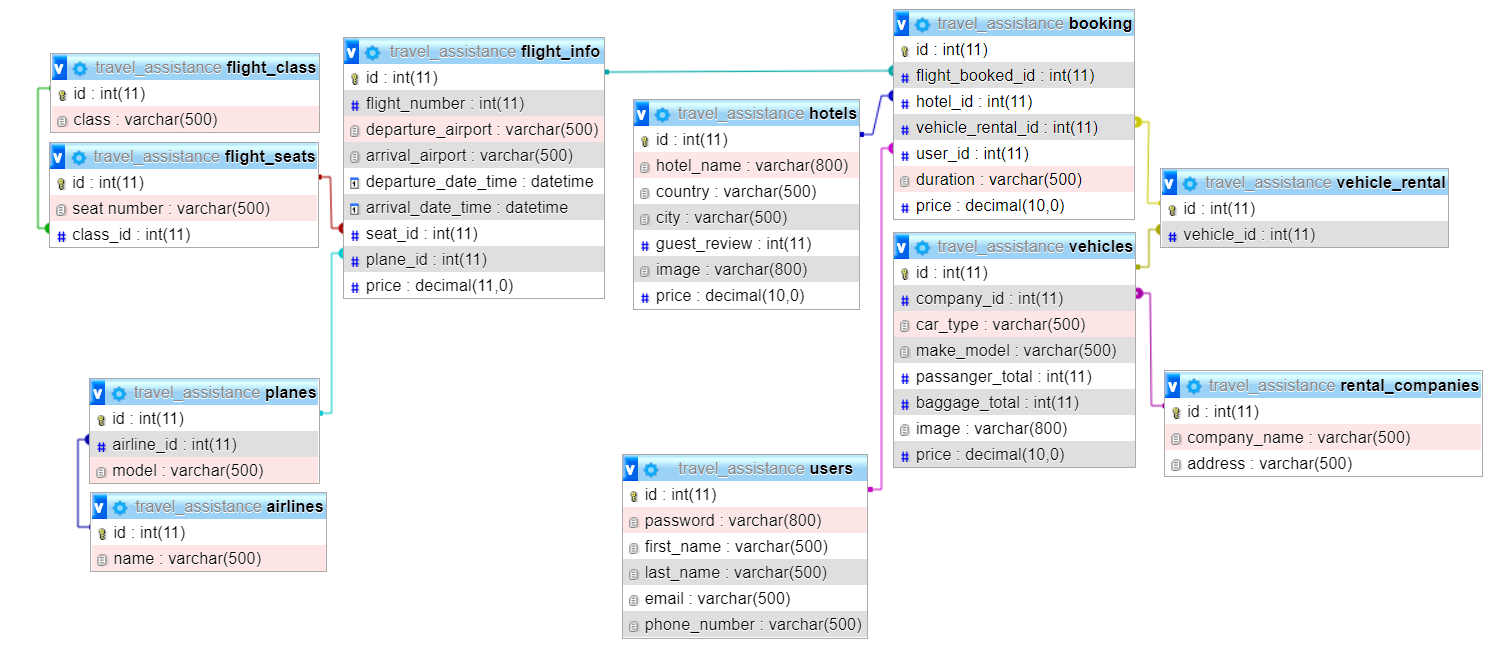 travel_assistance flight_class
id : int(11)
class : varchar(500)
travel_assistance flight_seats
id : int(11)
seat number : varchar(500)
class_id : int(11)
travel_assistance flight_info
id : int(11)
flight_number : int(11)
departure_airport : varchar(500)
arrival_airport : varchar(500)
departure_date_time : datetime
arrival_date_time : datetime
seat_id : int(11)
plane_id : int(11)
price : decimal(11,0)
travel_assistance planes
id : int(11)
airline_id : int(11)
model : varchar(500)
travel_assistance airlines
id : int(11)
name : varchar(500)
travel_assistance hotels
id : int(11)
hotel_name : varchar(800)
country : varchar(500)
city : varchar(500)
guest_review : int(11)
image : varchar(800)
price : decimal(10,0)
travel_assistance users
id : int(11)
password : varchar(800)
first_name : varchar(500)
last_name : varchar(500)
email : varchar(500)
phone_number : varchar(500)
travel_assistance booking
id : int(11)
flight_booked_id : int(11)
hotel_id : int(11)
vehicle_rental_id : int(11)
user_id : int(11)
duration : varchar(500)
price : decimal(10,0)
travel_assistance vehicles
id : int(11)
company_id : int(11)
car_type : varchar(500)
make_model : varchar(500)
passanger_total : int(11)
baggage_total : int(11)
image : varchar(800)
price : decimal(10,0)
travel_assistance vehicle_rental
id : int(11)
vehicle_id : int(11)
travel_assistance rental_companies
id : int(11)
company_name : varchar(500)
address : varchar(500)